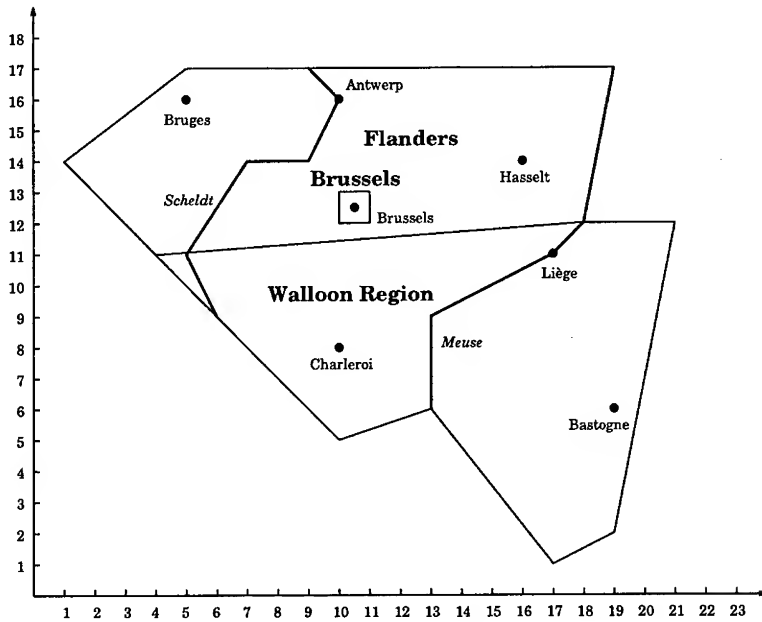 18
17
16
15
14
13
12
11
10
9
8
7
6
5
4
3
2
1
Antwerp
Bruges
Flanders
Hasselt
Brussels
Scheldt
Brussels
Liège
Walloon Region
Meuse
Charleroi
Bastogne
1 2 3 4 5 6 7 8 9 10 11 12 13 14 15 16 17 18 19 20 21 22 23